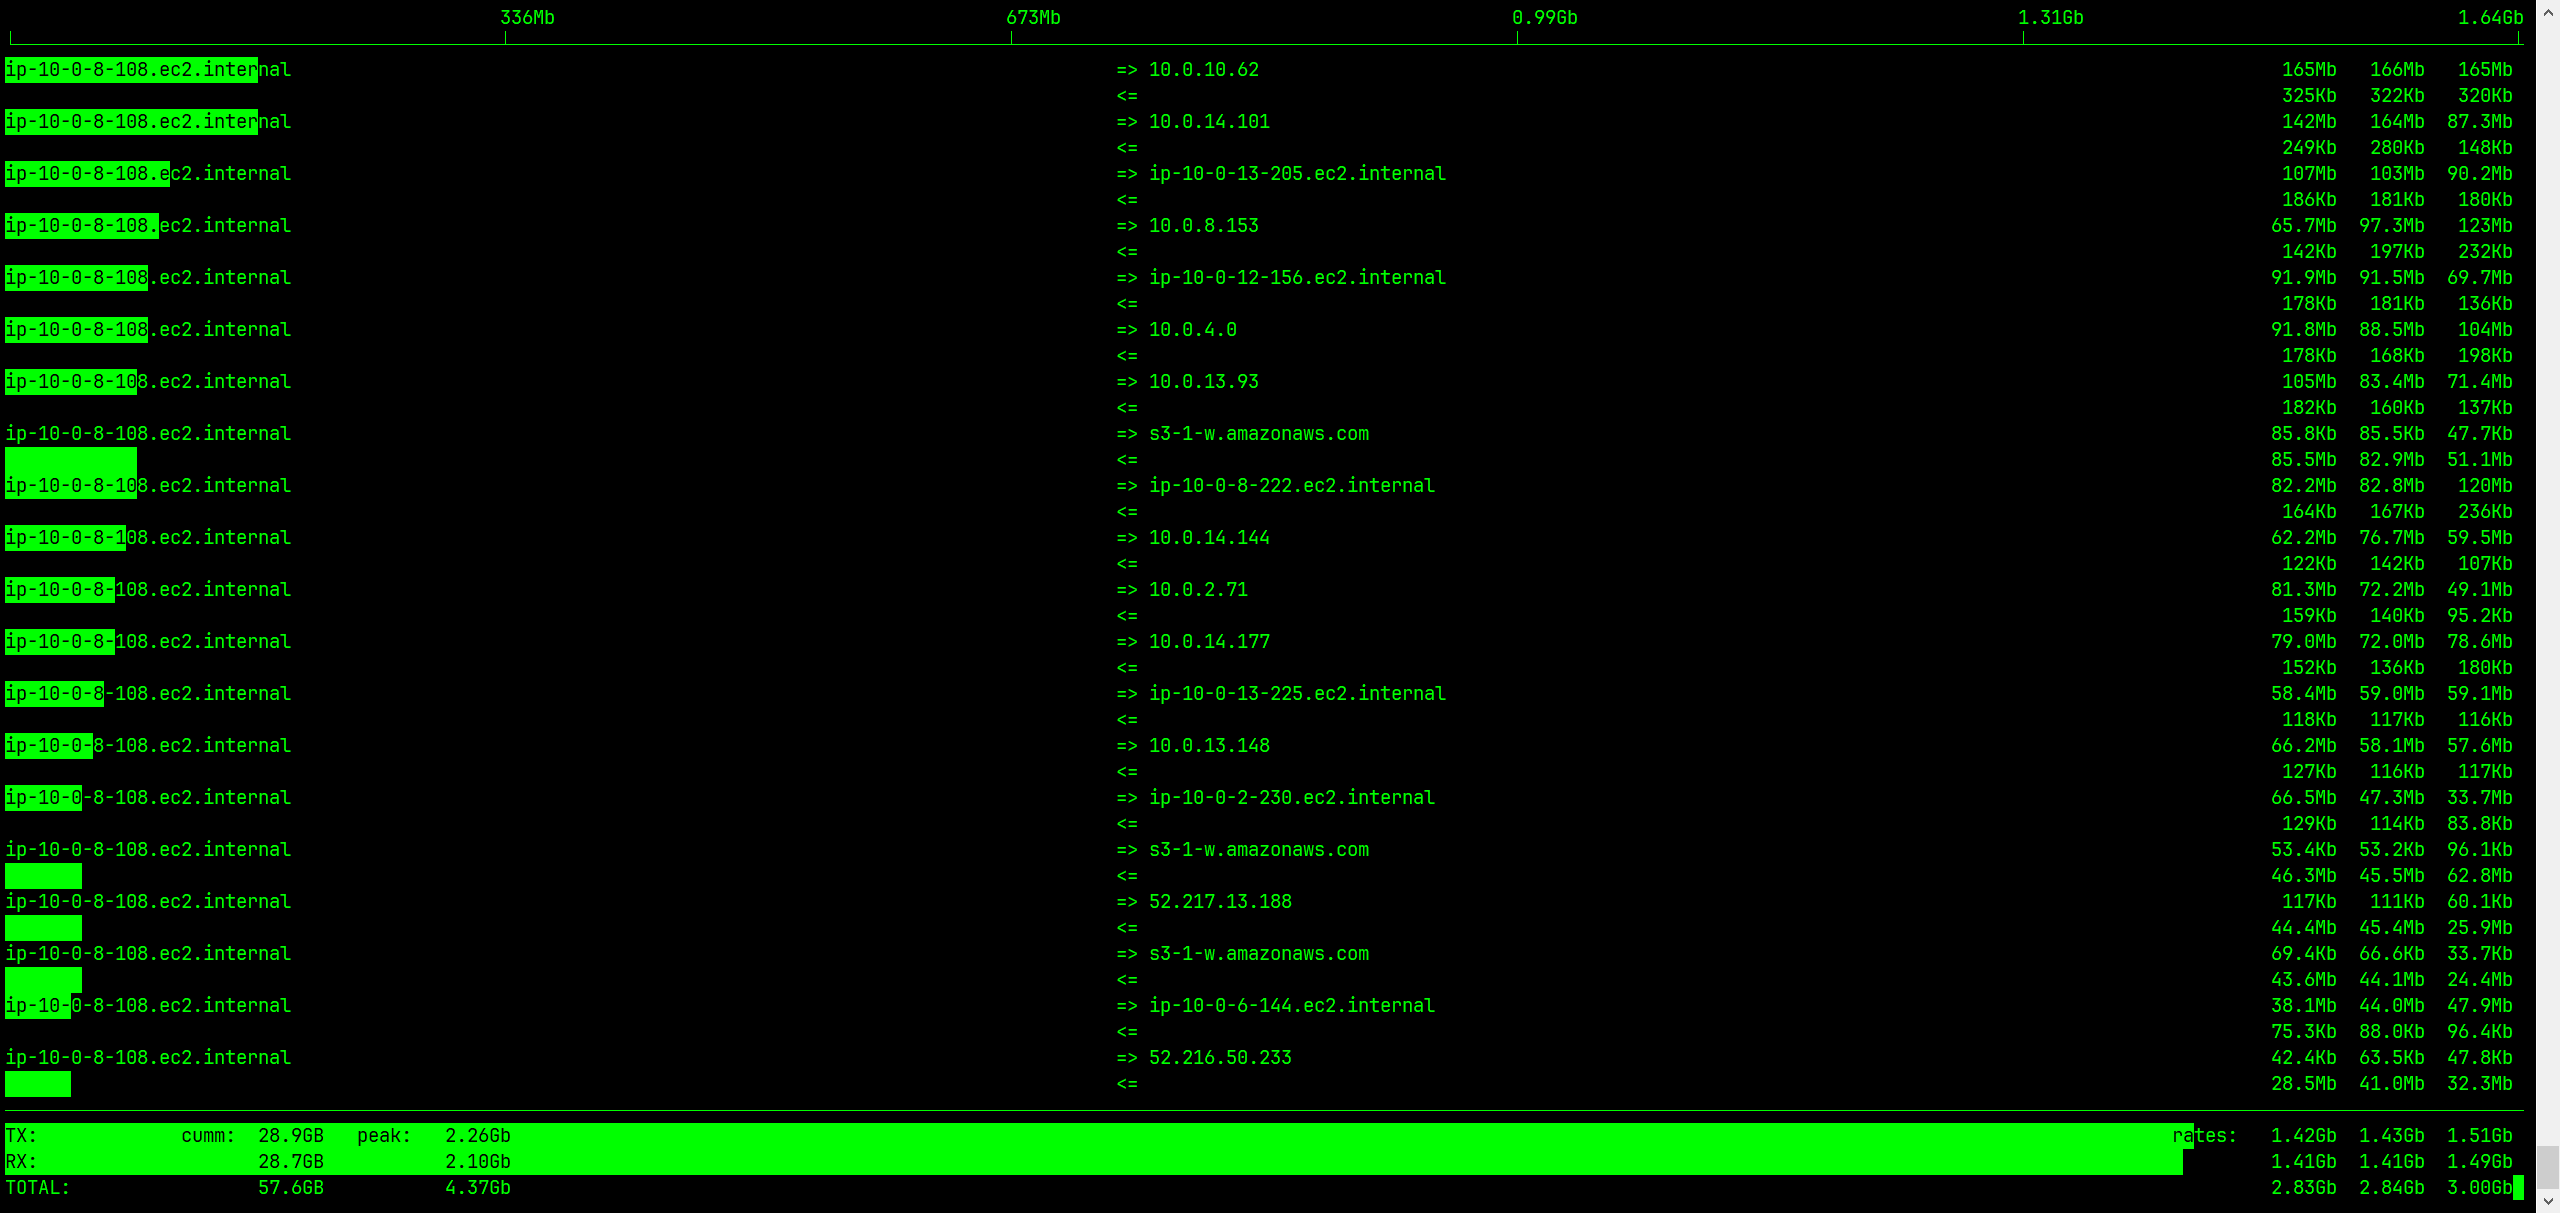 336Mb 673Mb 0.99Gb 1.31Gb 1.64Gb
ip-10-0-8-108.ec2.internal => 10.0.10.62 165Mb 166Mb 165Mb
<= 325Kb 322Kb 320Kb
ip-10-0-8-108.ec2.internal => 10.0.14.101 142Mb 164Mb 87.3Mb
<= 249Kb 280Kb 148Kb
ip-10-0-8-108.ec2.internal => ip-10-0-13-205.ec2.internal 107Mb 103Mb 90.2Mb
<= 186Kb 181Kb 180Kb
ip-10-0-8-108.ec2.internal => 10.0.8.153 65.7Mb 97.3Mb 123Mb
<= 142Kb 197Kb 232Kb
ip-10-0-8-108.ec2.internal => ip-10-0-12-156.ec2.internal 91.9Mb 91.5Mb 69.7Mb
<= 178Kb 181Kb 136Kb
ip-10-0-8-108.ec2.internal => 10.0.4.0 91.8Mb 88.5Mb 104Mb
<= 178Kb 168Kb 198Kb
ip-10-0-8-108.ec2.internal => 10.0.13.93 105Mb 83.4Mb 71.4Mb
<= 182Kb 160Kb 137Kb
ip-10-0-8-108.ec2.internal => s3-1-w.amazonaws.com 85.8Kb 85.5Kb 47.7Kb
<= 85.5Mb 82.9Mb 51.1Mb
ip-10-0-8-108.ec2.internal => ip-10-0-8-222.ec2.internal 82.2Mb 82.8Mb 120Mb
<= 164Kb 167Kb 236Kb
ip-10-0-8-108.ec2.internal => 10.0.14.144 62.2Mb 76.7Mb 59.5Mb
<= 122Kb 142Kb 107Kb
ip-10-0-8-108.ec2.internal => 10.0.2.71 81.3Mb 72.2Mb 49.1Mb
<= 159Kb 140Kb 95.2Kb
ip-10-0-8-108.ec2.internal => 10.0.14.177 79.0Mb 72.0Mb 78.6Mb
<= 152Kb 136Kb 180Kb
ip-10-0-8-108.ec2.internal => ip-10-0-13-225.ec2.internal 58.4Mb 59.0Mb 59.1Mb
<= 118Kb 117Kb 116Kb
ip-10-0-8-108.ec2.internal => 10.0.13.148 66.2Mb 58.1Mb 57.6Mb
<= 127Kb 116Kb 117Kb
ip-10-0-8-108.ec2.internal => ip-10-0-2-230.ec2.internal 66.5Mb 47.3Mb 33.7Mb
<= 129Kb 114Kb 83.8Kb
ip-10-0-8-108.ec2.internal => s3-1-w.amazonaws.com 53.4Kb 53.2Kb 96.1Kb
<= 46.3Mb 45.5Mb 62.8Mb
ip-10-0-8-108.ec2.internal => 52.217.13.188 117Kb 111Kb 60.1Kb
<= 44.4Mb 45.4Mb 25.9Mb
ip-10-0-8-108.ec2.internal => s3-1-w.amazonaws.com 69.4Kb 66.6Kb 33.7Kb
<= 43.6Mb 44.1Mb 24.4Mb
ip-10-0-8-108.ec2.internal => ip-10-0-6-144.ec2.internal 38.1Mb 44.0Mb 47.9Mb
<= 75.3Kb 88.0Kb 96.4Kb
ip-10-0-8-108.ec2.internal => 52.216.50.233 42.4Kb 63.5Kb 47.8Kb
<= 28.5Mb 41.0Mb 32.3Mb
TX: cumm: 28.9GB peak: 2.26Gb rates: 1.42Gb 1.43Gb 1.51Gb
RX: 28.7GB 2.10Gb 1.41Gb 1.41Gb 1.49Gb
TOTAL: 57.6GB 4.37Gb 2.83Gb 2.84Gb 3.00Gb